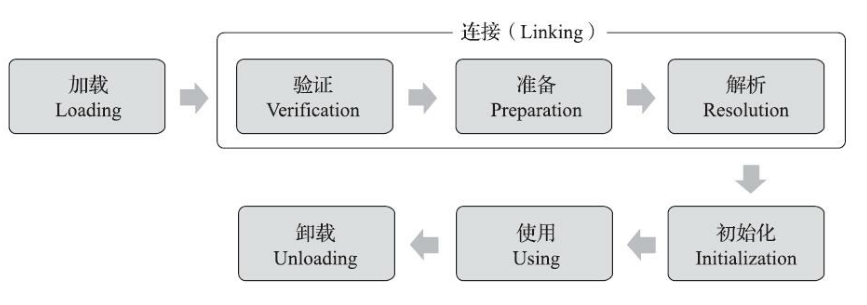 连接（Linking）
加载
Loading
验证
Verification
准备
Preparation
解析
Resolution
初始化
Initialization
使用
Using
卸载
Unloading